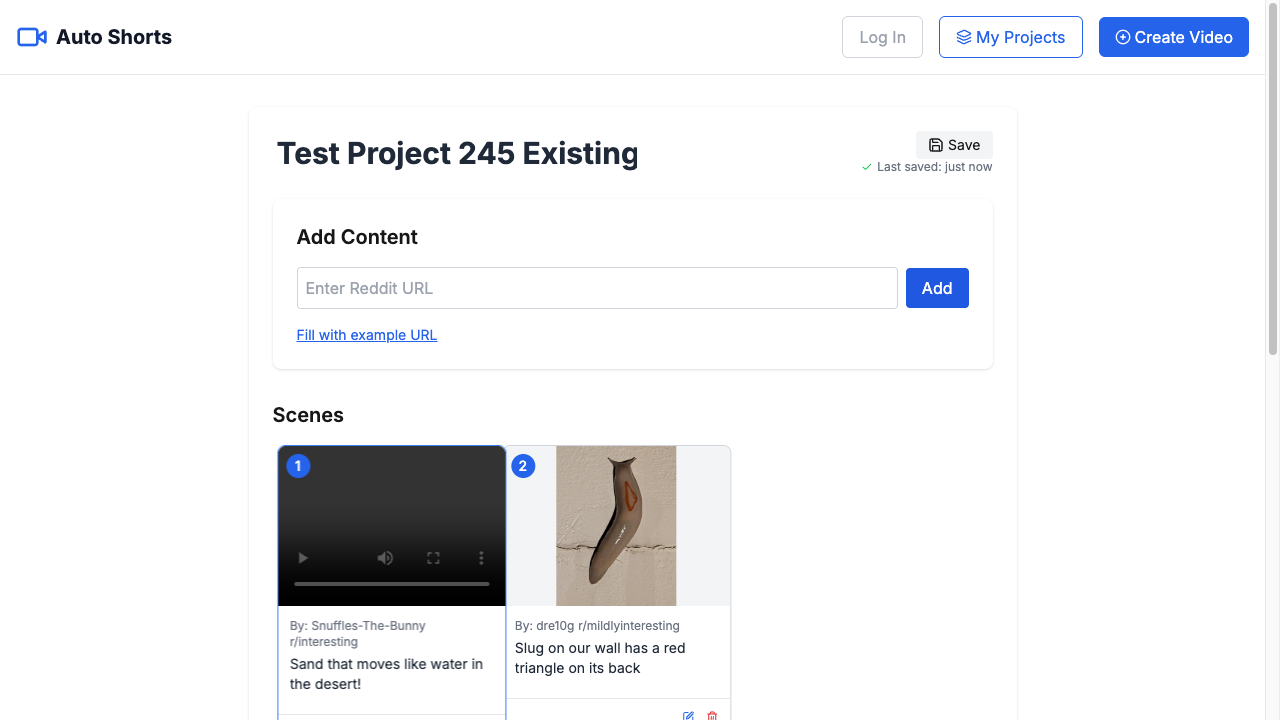 Auto Shorts
Log In
My Projects
Create Video
Test Project 245 Existing
Save
Last saved: just now
Add Content
Enter Reddit URL
Add
Fill with example URL
Scenes
1
By: Snuffles-The-Bunny
r/interesting
Sand that moves like water in
the desert!
2
By: dre10g r/mildlyinteresting
Slug on our wall has a red
triangle on its back